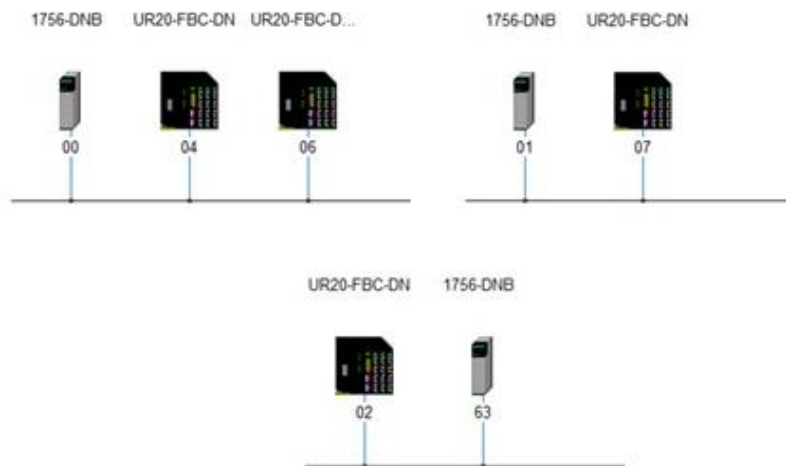 1756-DNB UR20-FBC-DN UR20-FBC-D...
00 04 06
1756-DNB UR20-FBC-DN
01 07
UR20-FBC-DN 1756-DNB
02 63